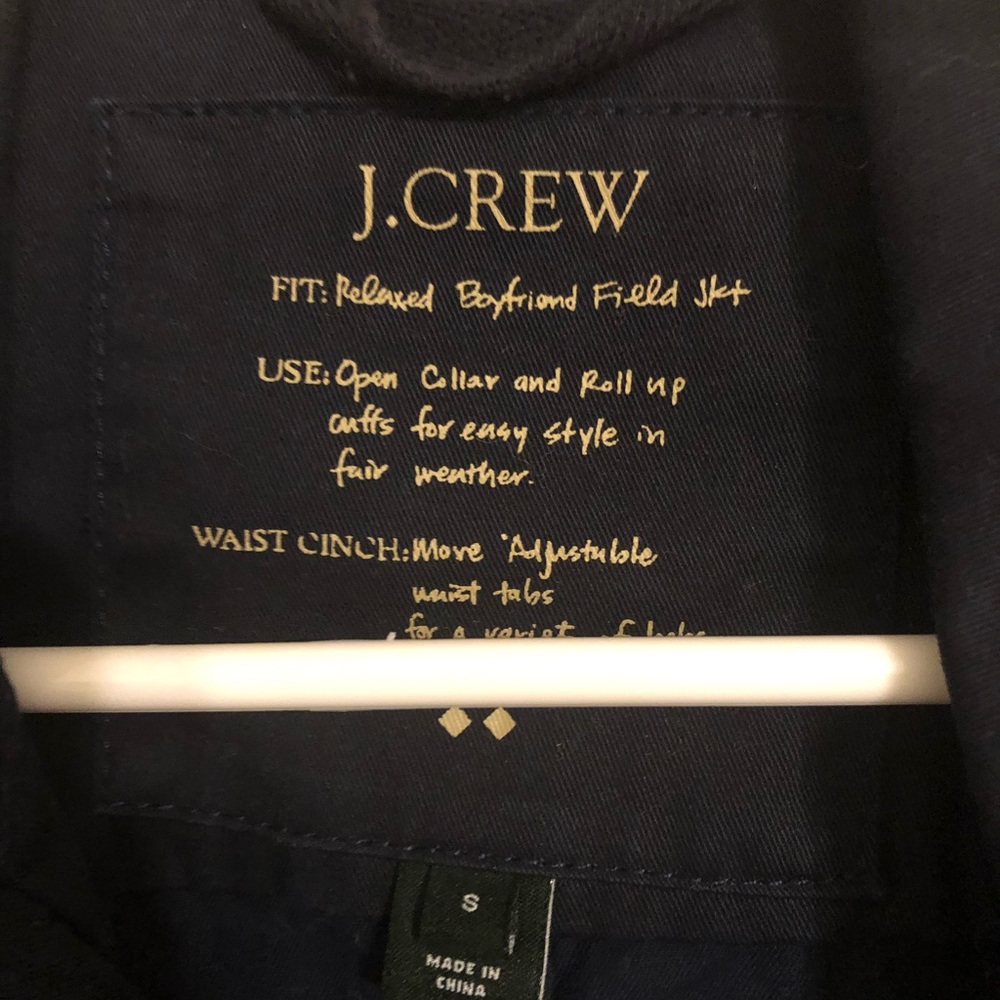 J.CREW
FIT: Relaxed Boyfriend Field Jkt
USE: Open Collar and Roll up
cuffs for easy style in
fair weather.
WAIST CINCH: Move Adjustable
waist tabs
for a
S
MADE IN
CHINA